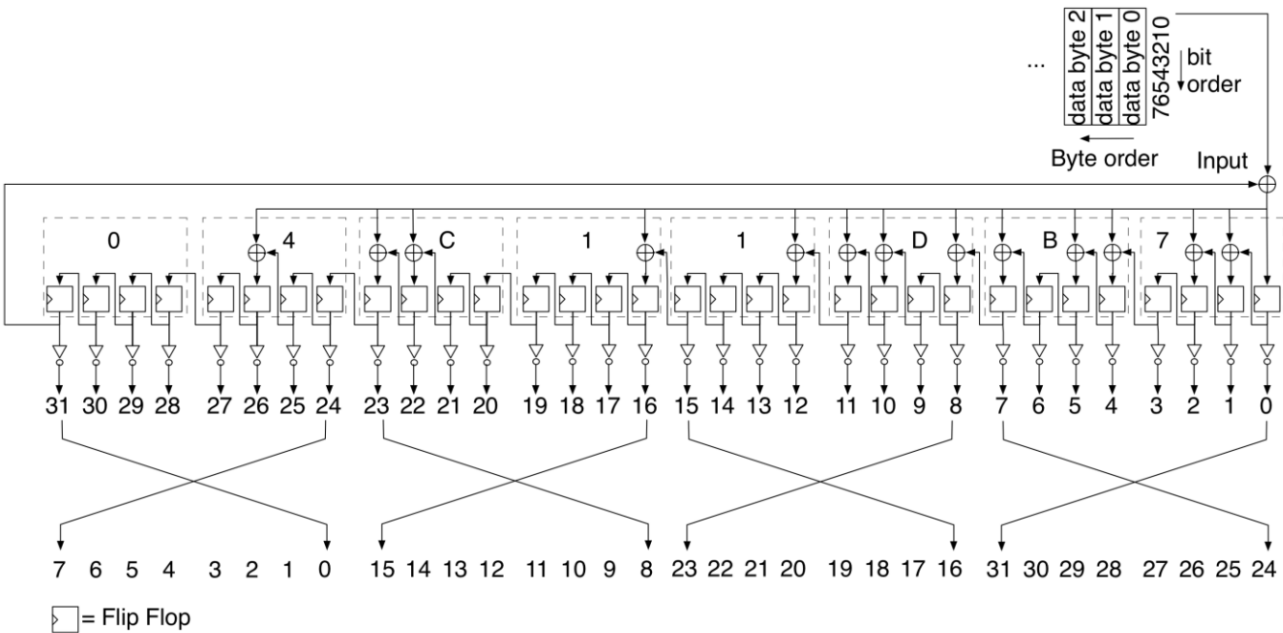 data byte 2
data byte 1
data byte 0
76543210
...
bit
order
Byte order
Input
0 4 C 1 1 D B 7
31 30 29 28 27 26 25 24 23 22 21 20 19 18 17 16 15 14 13 12 11 10 9 8 7 6 5 4 3 2 1 0
7 6 5 4 3 2 1 0 15 14 13 12 11 10 9 8 23 22 21 20 19 18 17 16 31 30 29 28 27 26 25 24
= Flip Flop